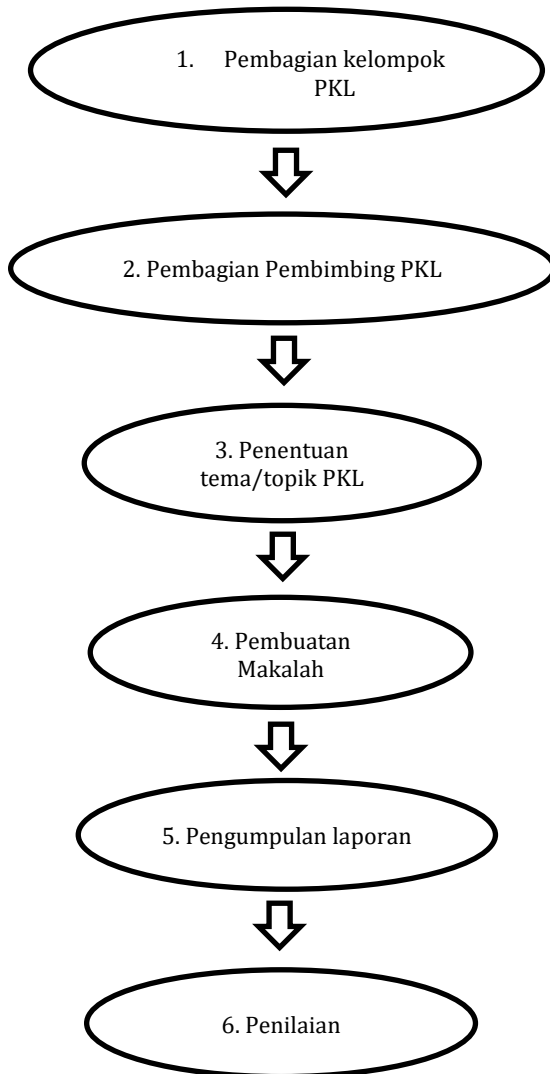 1. Pembagian kelompok
PKL
2. Pembagian Pembimbing PKL
3. Penentuan
tema/topik PKL
4. Pembuatan
Makalah
5. Pengumpulan laporan
6. Penilaian